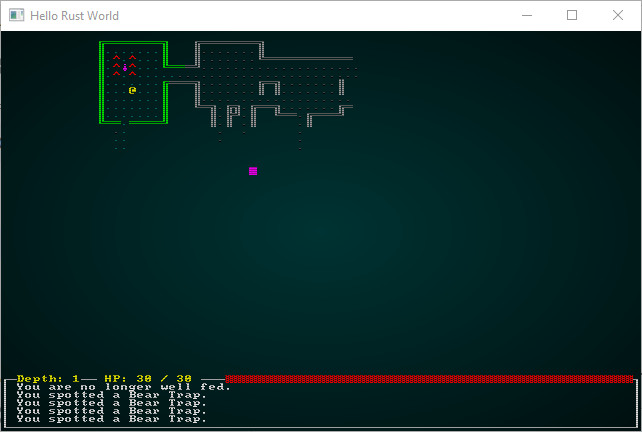 Hello Rust World
@
Depth: 1 HP: 30 / 30
You are no longer well fed.
You spotted a Bear Trap.
You spotted a Bear Trap.
You spotted a Bear Trap.
You spotted a Bear Trap.